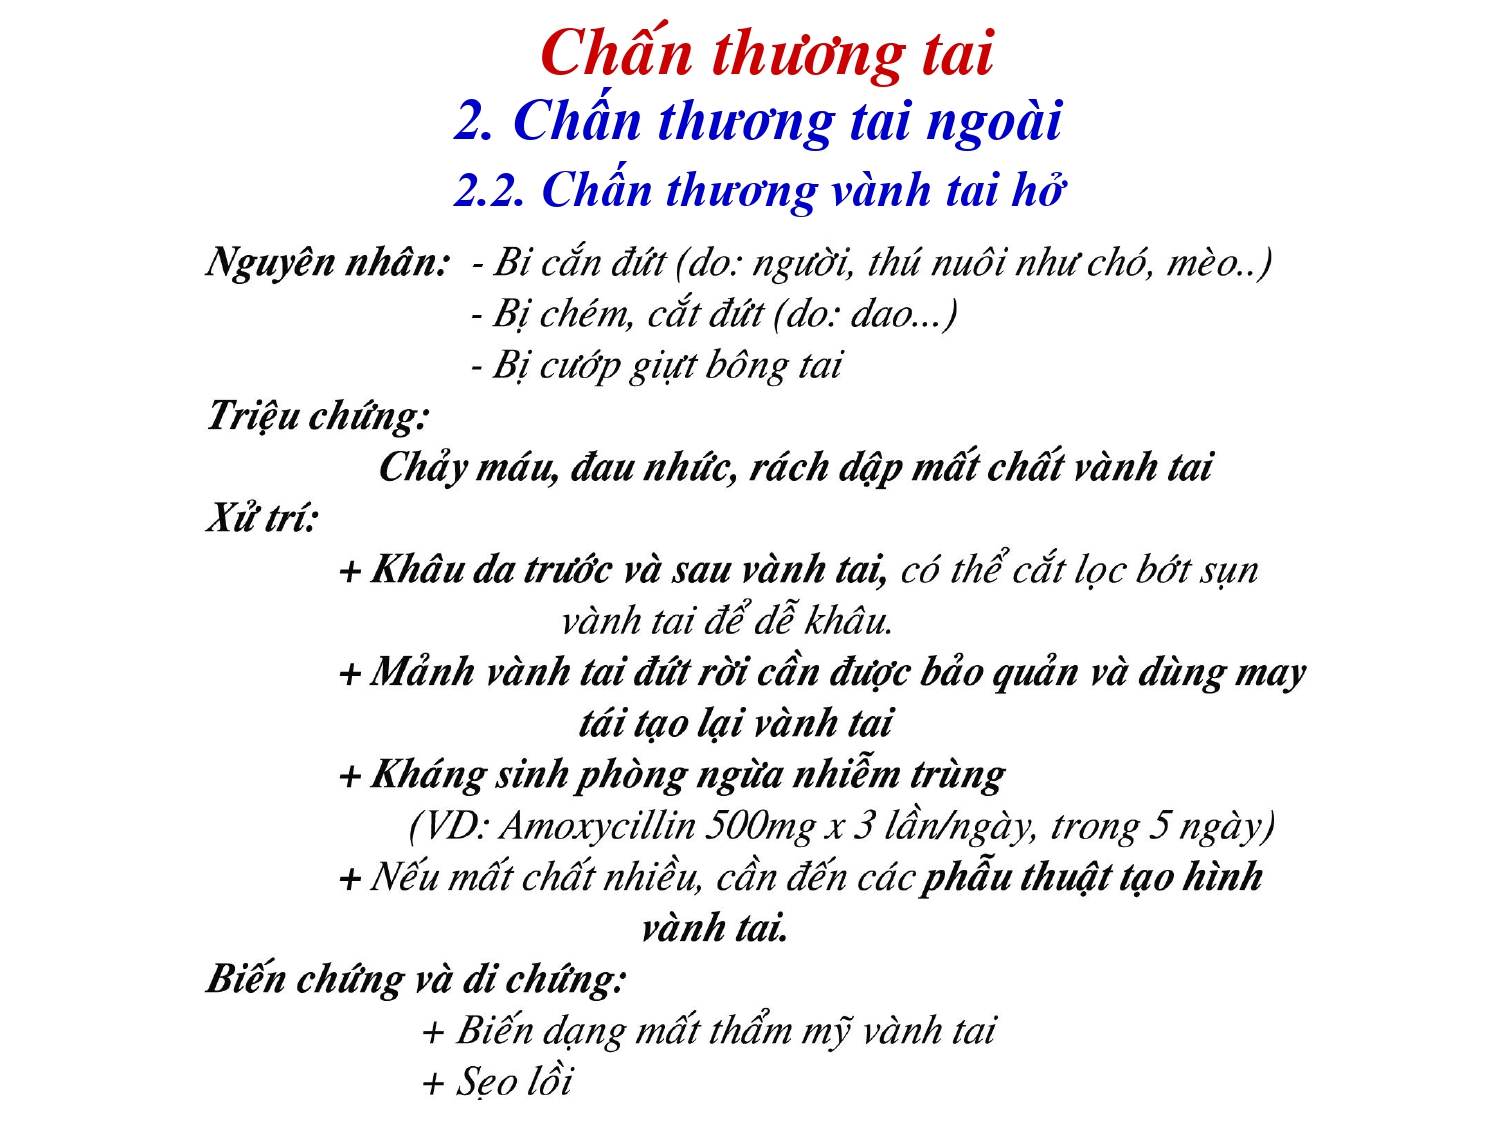 Chấn thương tai
2. Chấn thương tai ngoài
2.2. Chấn thương vành tai hở
Nguyên nhân: - Bi cắn đứt (do: người, thú nuôi như chó, mèo..)
- Bị chém, cắt đứt (do: dao...)
- Bị cướp giựt bông tai
Triệu chứng:
Chảy máu, đau nhức, rách dập mất chất vành tai
Xử trí:
+ Khâu da trước và sau vành tai, có thể cắt lọc bớt sụn
vành tai để dễ khâu.
+ Mảnh vành tai đứt rời cần được bảo quản và dùng may
tái tạo lại vành tai
+ Kháng sinh phòng ngừa nhiễm trùng
(VD: Amoxycillin 500mg x 3 lần/ngày, trong 5 ngày)
+ Nếu mất chất nhiều, cần đến các phẫu thuật tạo hình
vành tai.
Biến chứng và di chứng:
+ Biến dạng mất thẩm mỹ vành tai
+ Sẹo lồi